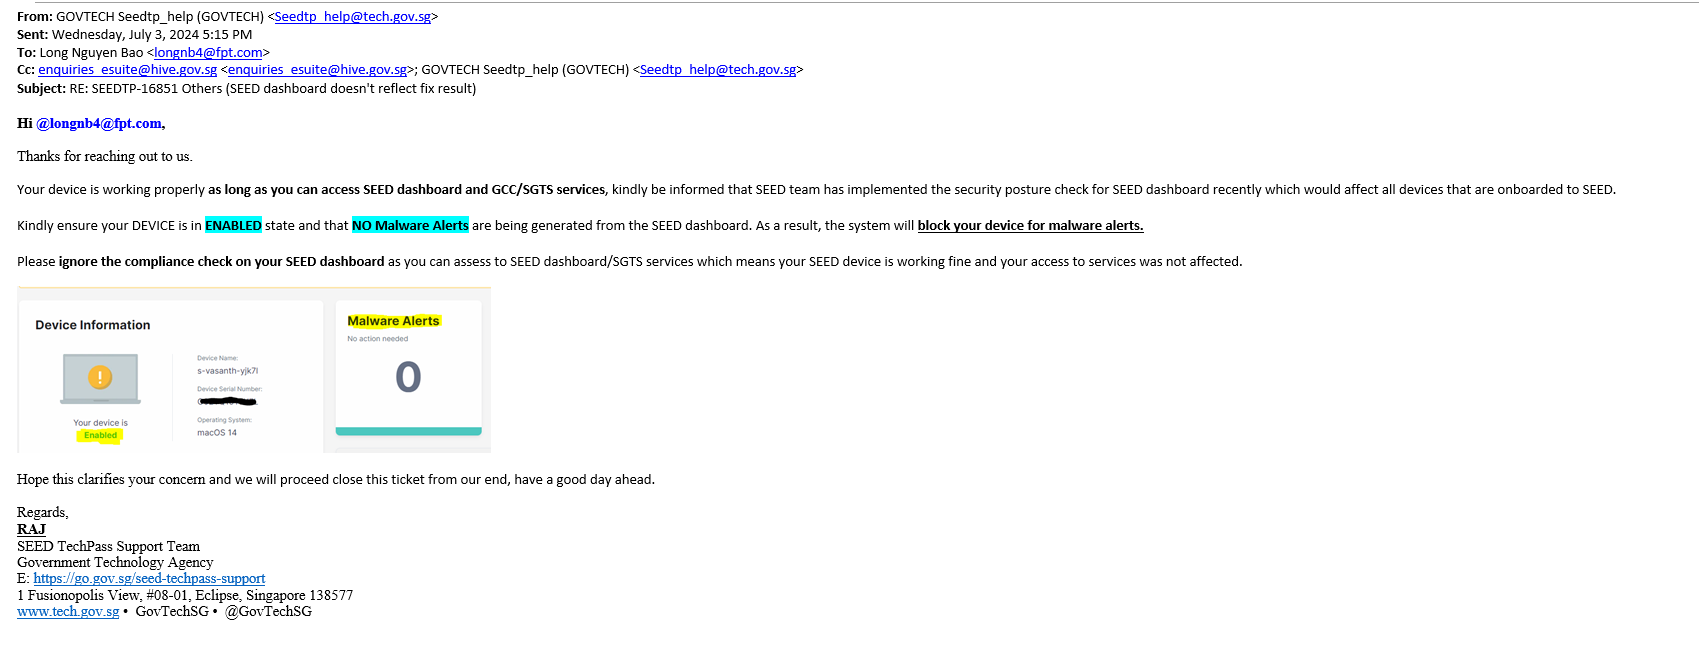 From: GOVTECH Seedtp_help (GOVTECH) <Seedtp_help@tech.gov.sg>
Sent: Wednesday, July 3, 2024 5:15 PM
To: Long Nguyen Bao <longnb4@fpt.com>
Cc: enquiries_esuite@hive.gov.sg <enquiries_esuite@hive.gov.sg>; GOVTECH Seedtp_help (GOVTECH) <Seedtp_help@tech.gov.sg>
Subject: RE: SEEDTP-16851 Others (SEED dashboard doesn't reflect fix result)
Hi @longnb4@fpt.com,
Thanks for reaching out to us.
Your device is working properly as long as you can access SEED dashboard and GCC/SGTS services, kindly be informed that SEED team has implemented the security posture check for SEED dashboard recently which would affect all devices that are onboarded to SEED.
Kindly ensure your DEVICE is in ENABLED state and that NO Malware Alerts are being generated from the SEED dashboard. As a result, the system will block your device for malware alerts.
Please ignore the compliance check on your SEED dashboard as you can assess to SEED dashboard/SGTS services which means your SEED device is working fine and your access to services was not affected.
Device Information
Your device is
Enabled
Device Name:
s-vasanth-yjk7l
Device Serial Number:
Operating System:
macOS 14
Malware Alerts
No action needed
0
Hope this clarifies your concern and we will proceed close this ticket from our end, have a good day ahead.
Regards,
RAJ
SEED TechPass Support Team
Government Technology Agency
E: https://go.gov.sg/seed-techpass-support
1 Fusionopolis View, #08-01, Eclipse, Singapore 138577
www.tech.gov.sg • GovTechSG • @GovTechSG